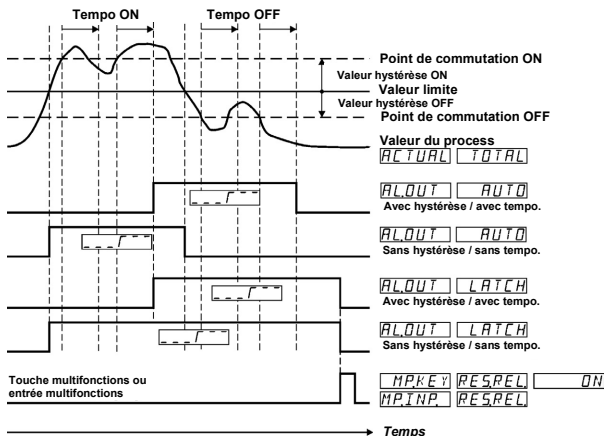 Tempo ON Tempo OFF
Point de commutation ON
Valeur hystérèse ON
Valeur limite
Valeur hystérèse OFF
Point de commutation OFF
Valeur du process
ACTUAL TOTAL
AL.OUT AUTO
Avec hystérèse / avec tempo.
AL.OUT AUTO
Sans hystérèse / sans tempo.
AL.OUT LATCH
Avec hystérèse / avec tempo.
AL.OUT LATCH
Sans hystérèse / sans tempo.
Touche multifonctions ou
entrée multifonctions
MP.KEY RES.REL. ON
MP.INP. RES.REL.
Temps